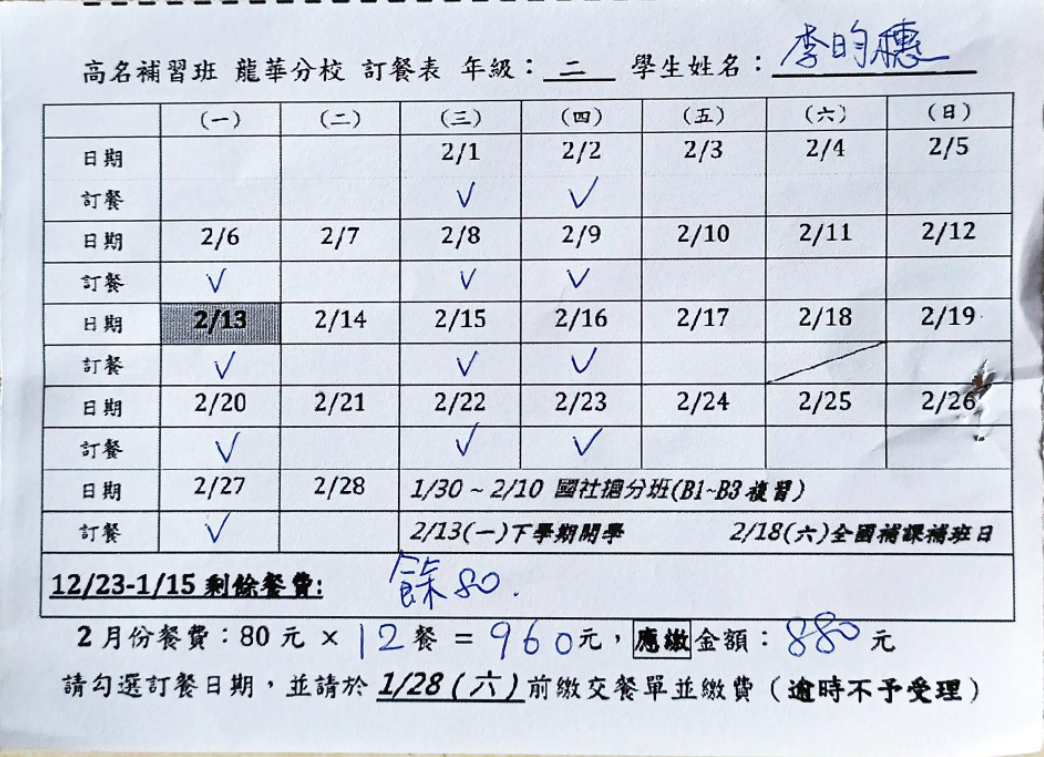 高名補習班 龍華分校 訂餐表 年級：二 學生姓名：李昀穗
(一) (二) (三) (四) (五) (六) (日)
日期 2/1 2/2 2/3 2/4 2/5
訂餐 ✓ ✓
日期 2/6 2/7 2/8 2/9 2/10 2/11 2/12
訂餐 ✓ ✓ ✓
日期 2/13 2/14 2/15 2/16 2/17 2/18 2/19
訂餐 ✓ ✓ ✓
日期 2/20 2/21 2/22 2/23 2/24 2/25 2/26
訂餐 ✓ ✓ ✓
日期 2/27 2/28 1/30 ~ 2/10 國社搶分班(B1~B3複習)
訂餐 ✓ 2/13(一)下學期開學 2/18(六)全國補課補班日
12/23-1/15 剩餘餐費: 餘80.
2月份餐費：80 元 × 12 餐 = 960元，應繳金額：880 元
請勾選訂餐日期，並請於 1/28 (六) 前繳交餐單並繳費（逾時不予受理）